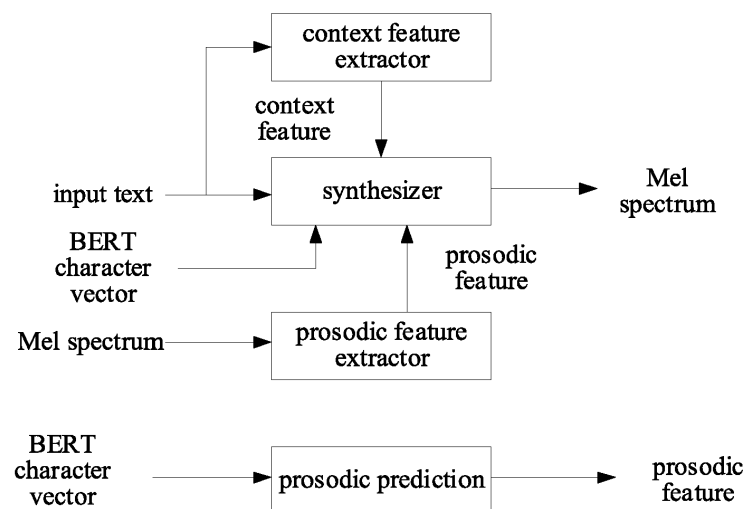 context feature
extractor
context
feature
input text
synthesizer
Mel
spectrum
BERT
character
vector
prosodic
feature
Mel spectrum
prosodic feature
extractor
BERT
character
vector
prosodic prediction
prosodic
feature